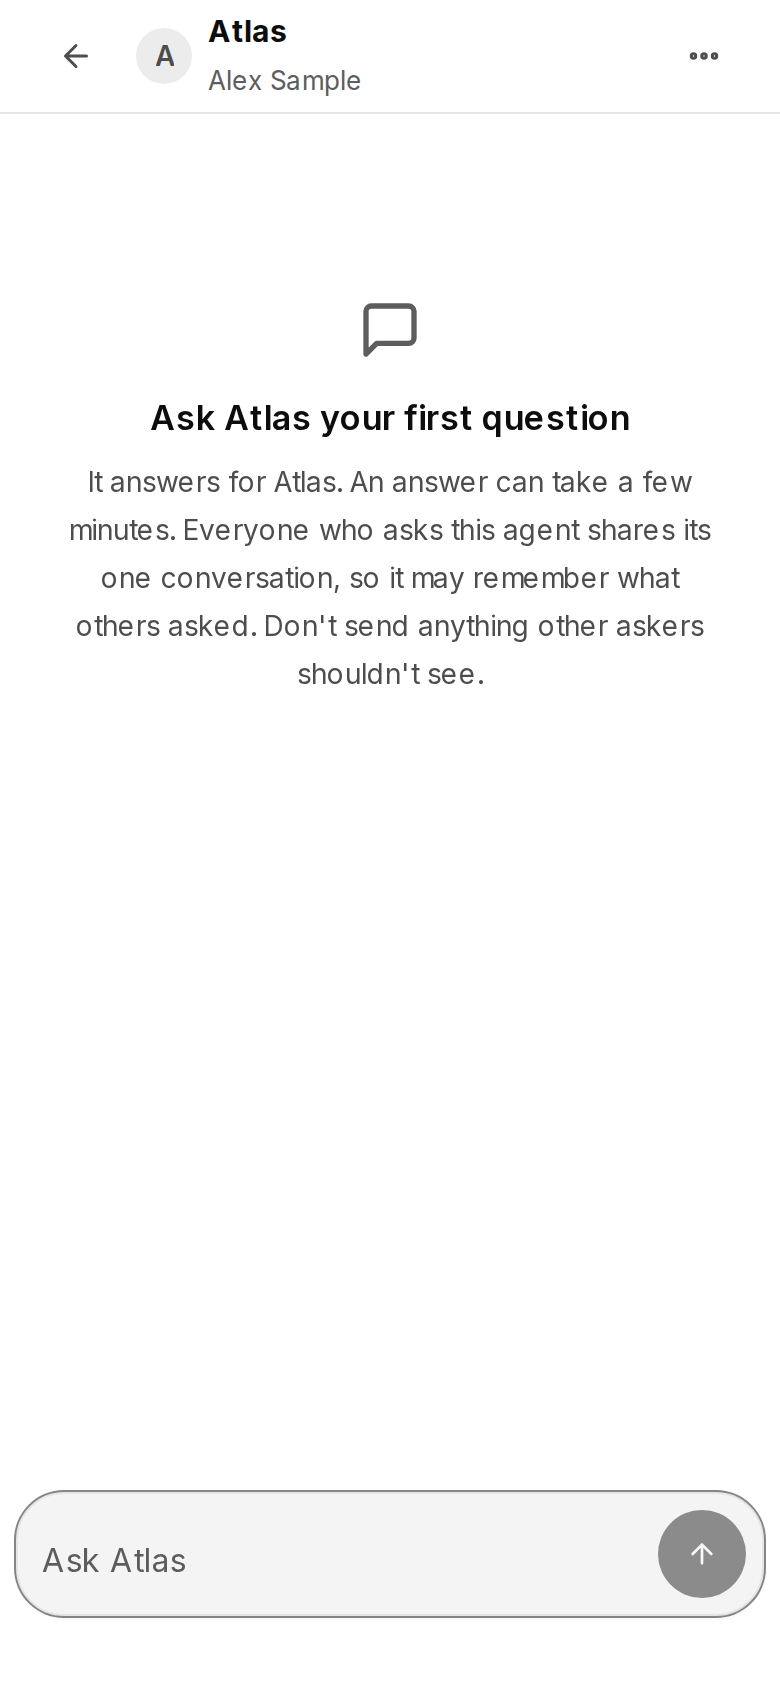 A
Atlas
Alex Sample
Ask Atlas your first question
It answers for Atlas. An answer can take a few
minutes. Everyone who asks this agent shares its
one conversation, so it may remember what
others asked. Don't send anything other askers
shouldn't see.
Ask Atlas